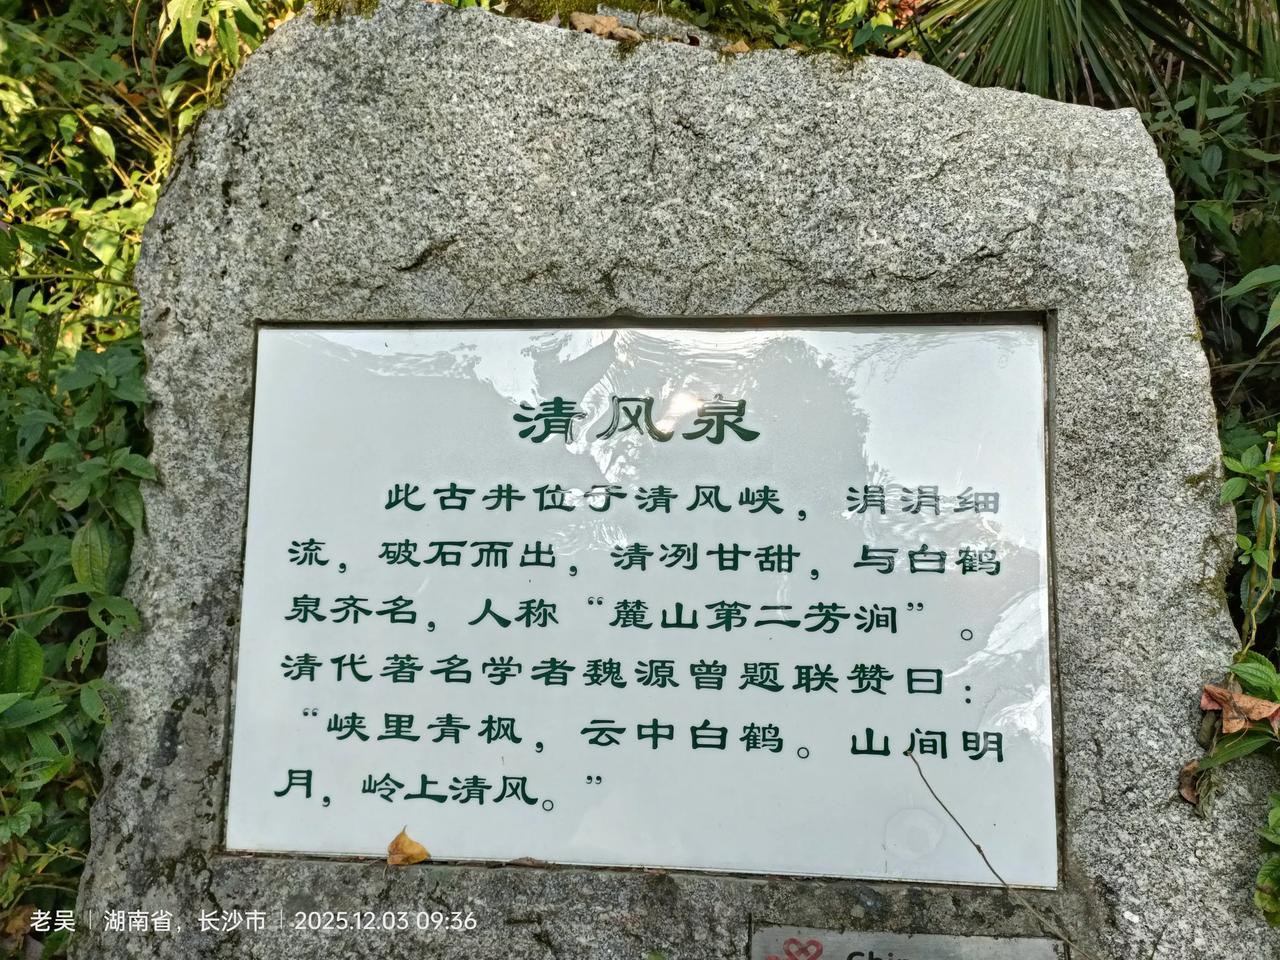 清风泉
此古井位于清风峡，涓涓细
流，破石而出，清冽甘甜，与白鹤
泉齐名，人称“麓山第二芳涧”。
清代著名学者魏源曾题联赞曰：
“峡里青枫，云中白鹤。山间明
月，岭上清风。”
老吴｜湖南省，长沙市｜2025.12.03 09:36